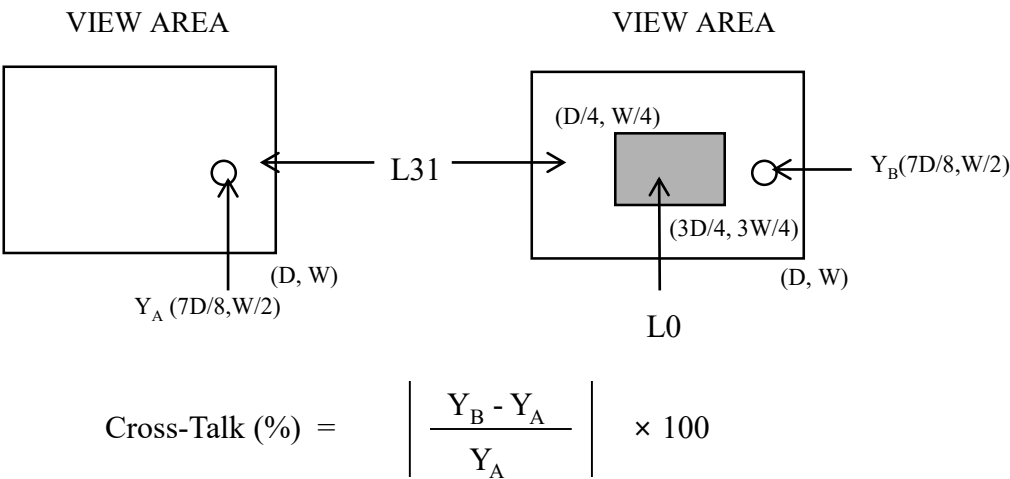 VIEW AREA
VIEW AREA
(D/4, W/4)
L31
Y_B(7D/8,W/2)
(3D/4, 3W/4)
(D, W)
(D, W)
Y_A (7D/8,W/2)
L0
Cross-Talk (%) = | (Y_B - Y_A) / Y_A | × 100